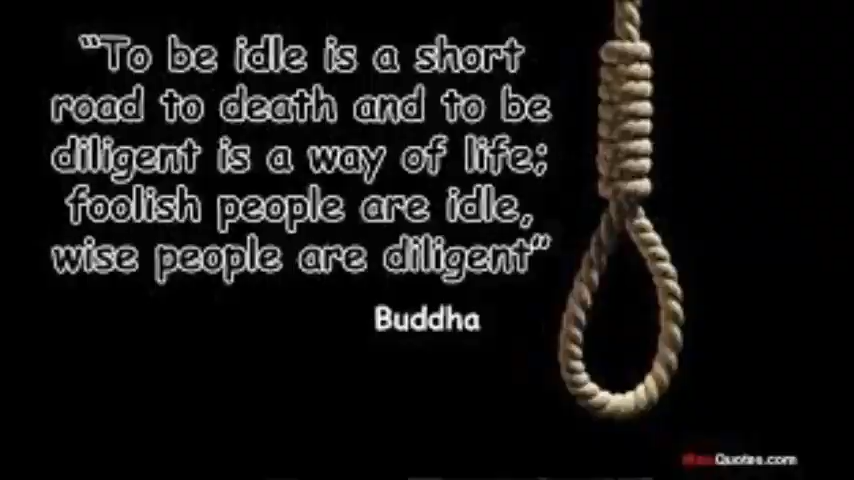 “To be idle is a short
road to death and to be
diligent is a way of life;
foolish people are idle,
wise people are diligent”
Buddha
Quotes.com